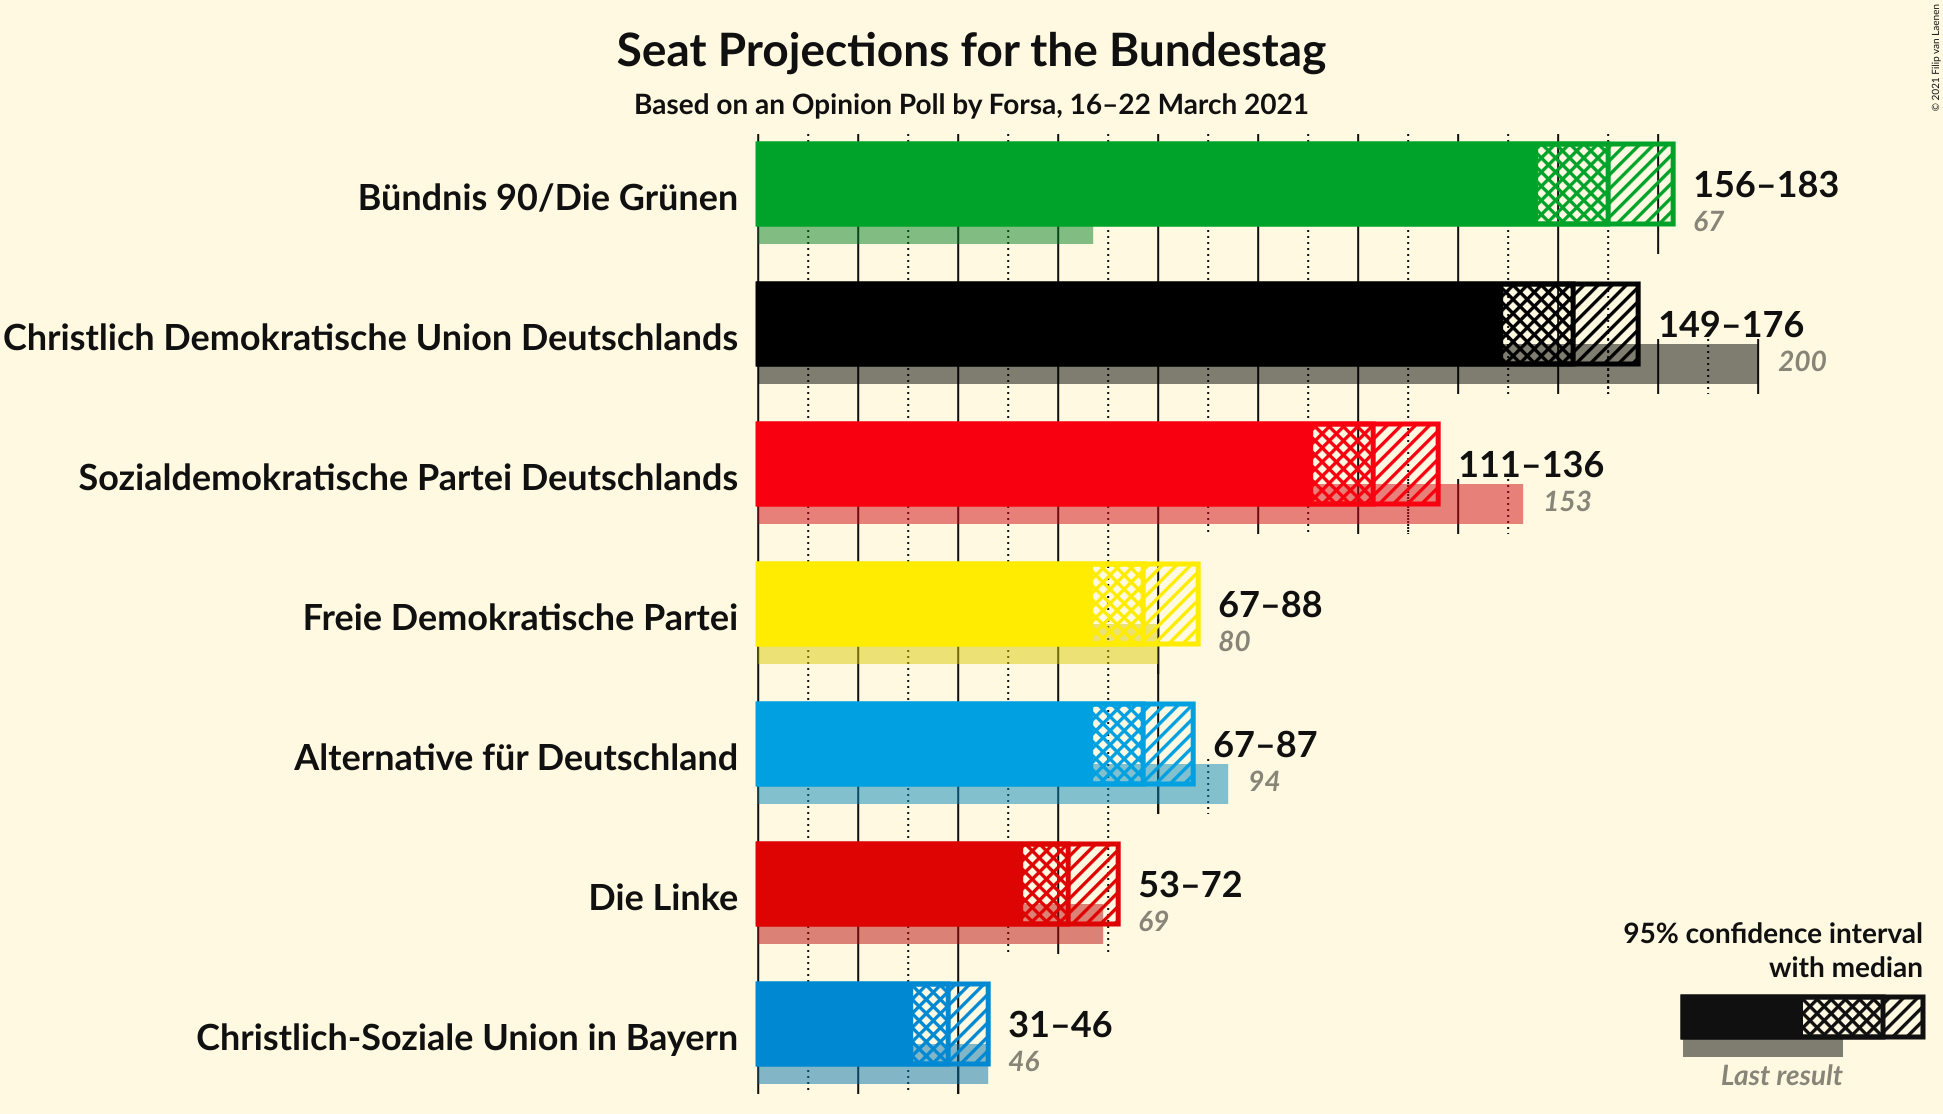 Seat Projections for the Bundestag
Based on an Opinion Poll by Forsa, 16–22 March 2021
© 2021 Filip van Laenen
Bündnis 90/Die Grünen
156–183
67
Christlich Demokratische Union Deutschlands
149–176
200
Sozialdemokratische Partei Deutschlands
111–136
153
Freie Demokratische Partei
67–88
80
Alternative für Deutschland
67–87
94
Die Linke
53–72
69
Christlich-Soziale Union in Bayern
31–46
46
95% confidence interval
with median
Last result